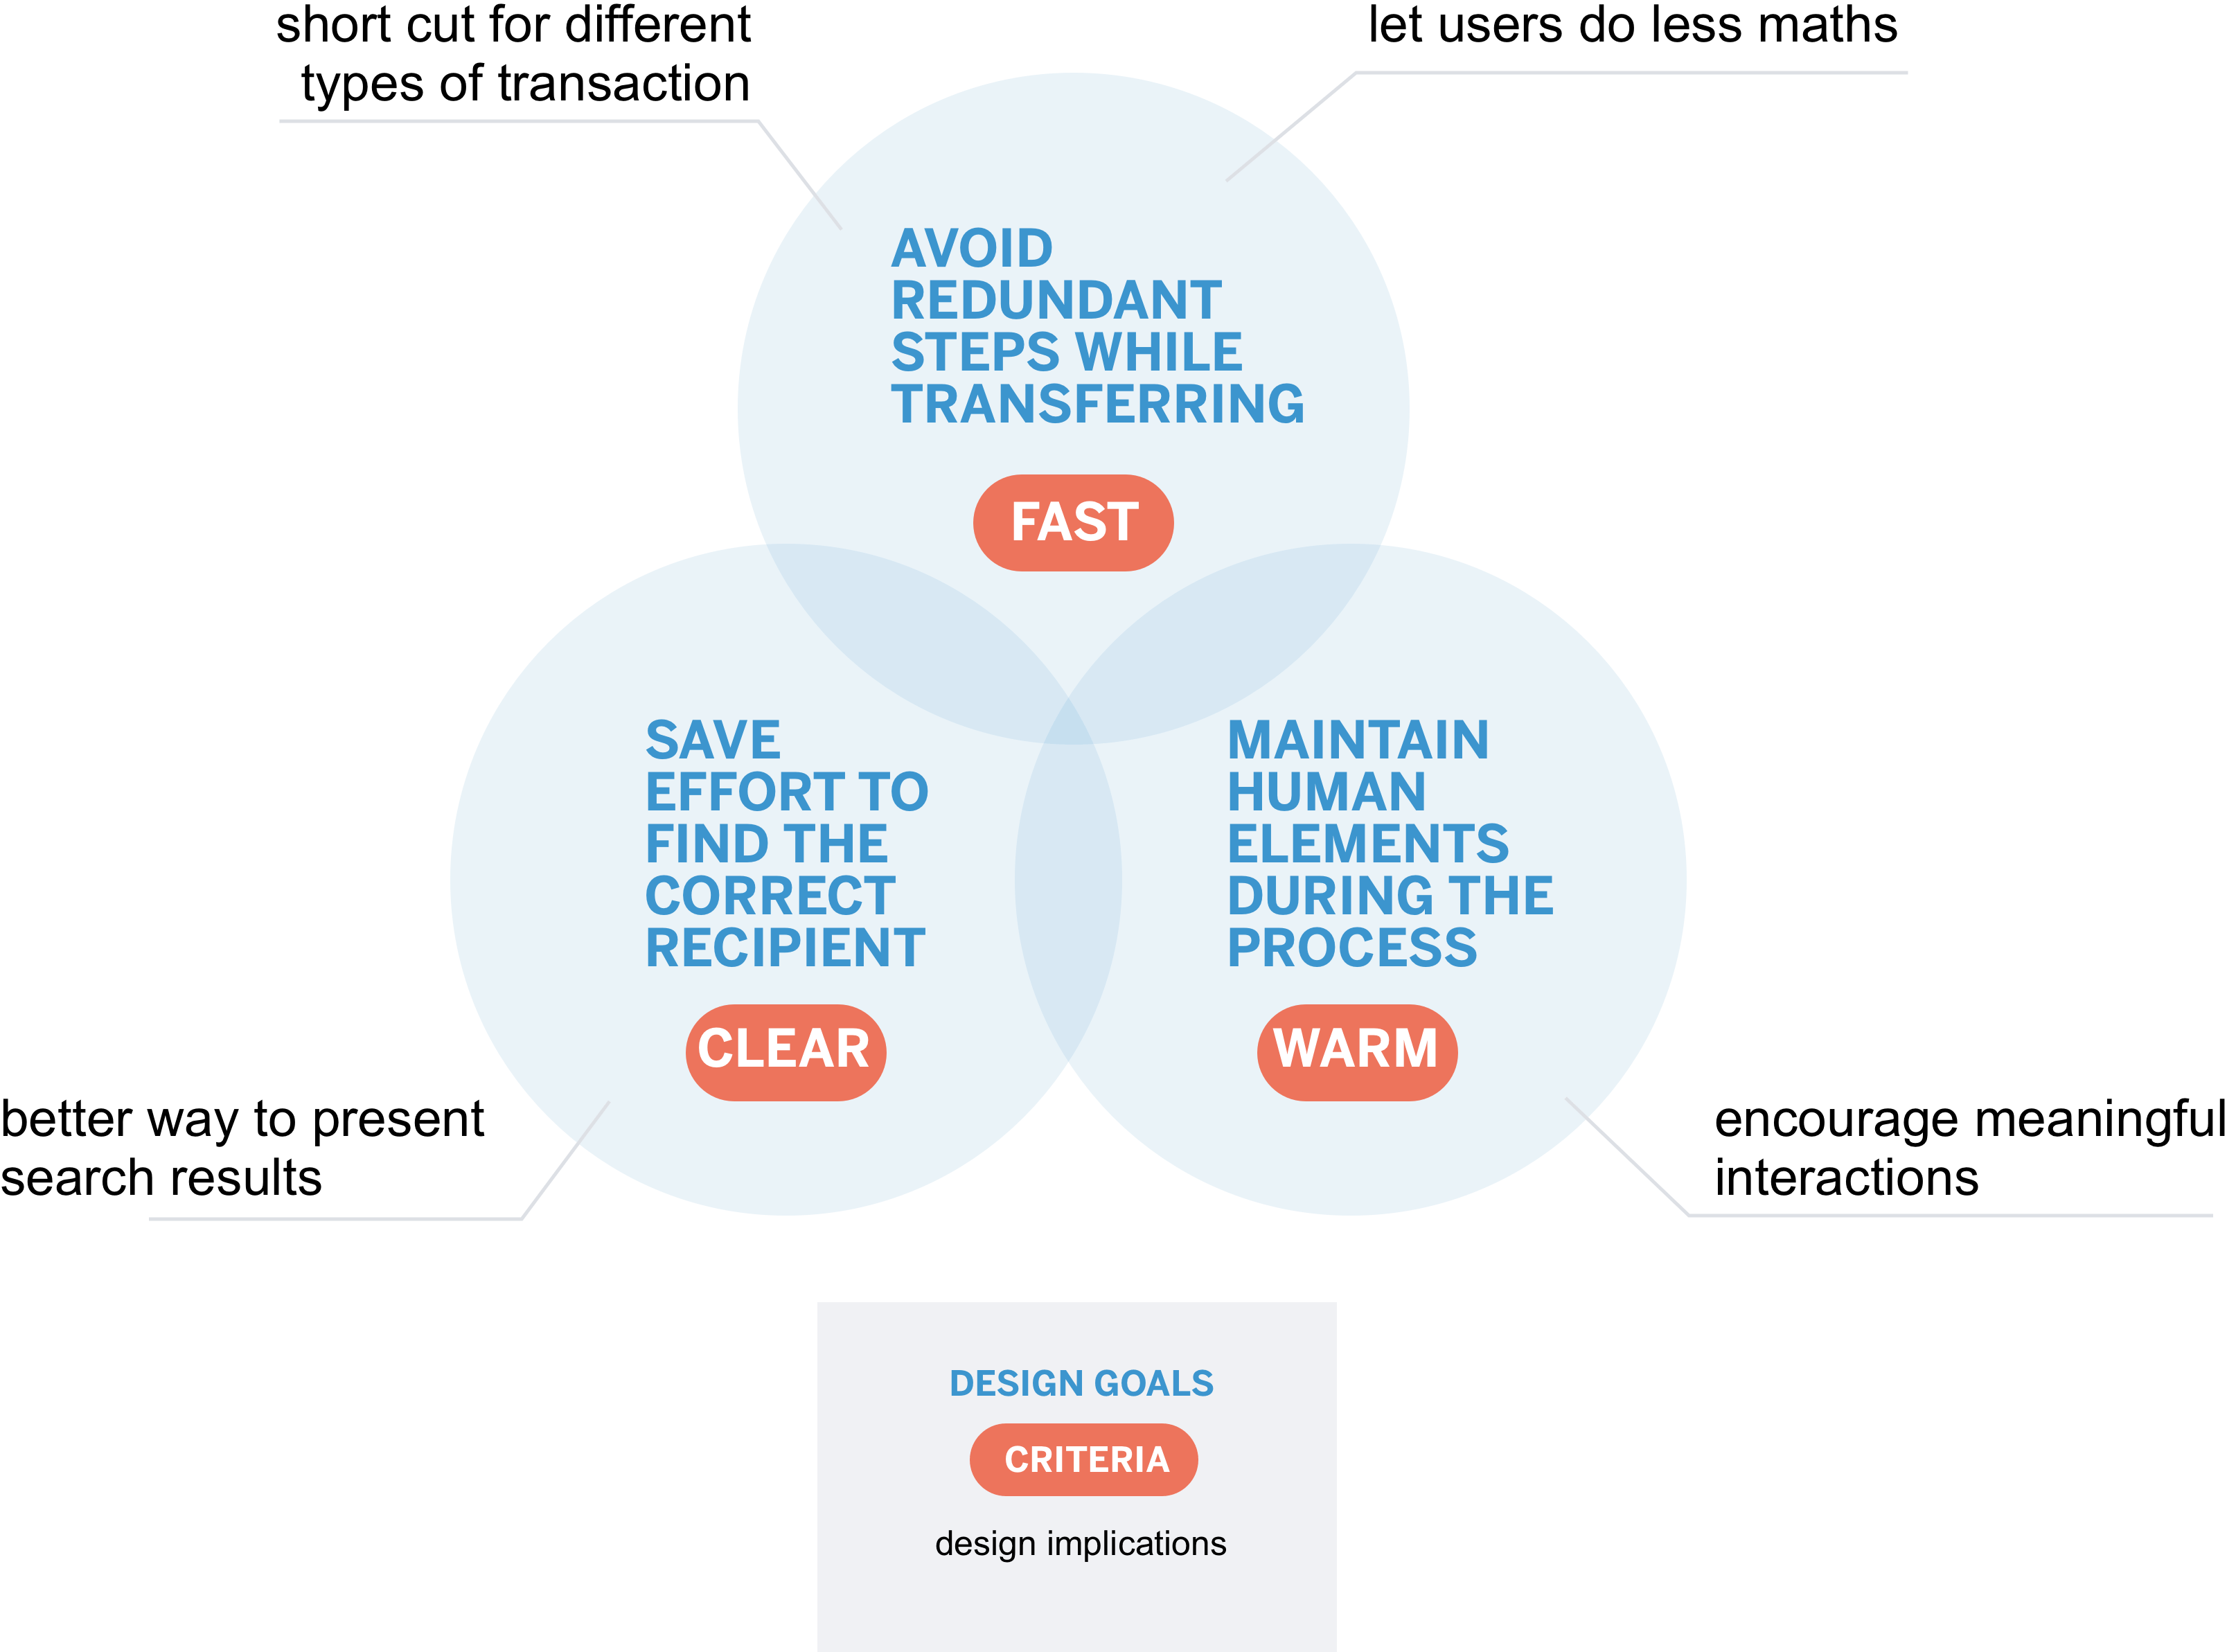 short cut for different
types of transaction
let users do less maths
AVOID
REDUNDANT
STEPS WHILE
TRANSFERRING
FAST
SAVE
EFFORT TO
FIND THE
CORRECT
RECIPIENT
CLEAR
MAINTAIN
HUMAN
ELEMENTS
DURING THE
PROCESS
WARM
better way to present
search results
encourage meaningful
interactions
DESIGN GOALS
CRITERIA
design implications